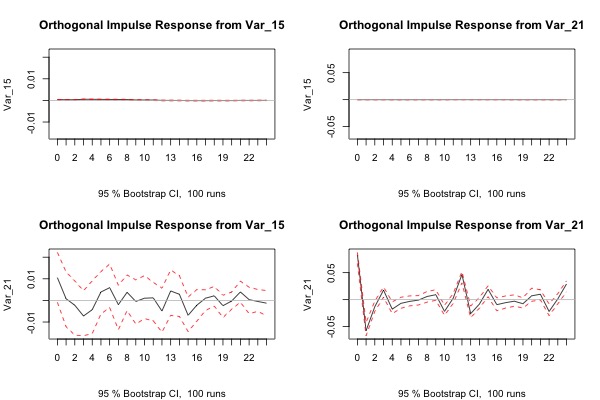 Orthogonal Impulse Response from Var_15
Var_15
0.01
-0.01
0 2 4 6 8 10 13 16 19 22
95 % Bootstrap CI, 100 runs
Orthogonal Impulse Response from Var_21
Var_15
0.05
-0.05
0 2 4 6 8 10 13 16 19 22
95 % Bootstrap CI, 100 runs
Orthogonal Impulse Response from Var_15
Var_21
0.01
-0.01
0 2 4 6 8 10 13 16 19 22
95 % Bootstrap CI, 100 runs
Orthogonal Impulse Response from Var_21
Var_21
0.05
-0.05
0 2 4 6 8 10 13 16 19 22
95 % Bootstrap CI, 100 runs